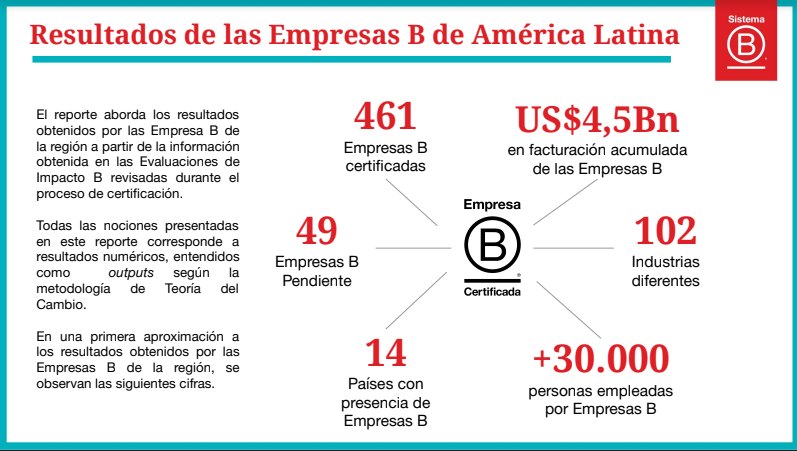 Resultados de las Empresas B de América Latina
Sistema
B
El reporte aborda los resultados
obtenidos por las Empresa B de
la región a partir de la información
obtenida en las Evaluaciones de
Impacto B revisadas durante el
proceso de certificación.
Todas las nociones presentadas
en este reporte corresponde a
resultados numéricos, entendidos
como outputs según la
metodología de Teoría del
Cambio.
En una primera aproximación a
los resultados obtenidos por las
Empresas B de la región, se
observan las siguientes cifras.
461
Empresas B
certificadas
US$4,5Bn
en facturación acumulada
de las Empresas B
49
Empresas B
Pendiente
Empresa
B
®
Certificada
102
Industrias
diferentes
14
Países con
presencia de
Empresas B
+30.000
personas empleadas
por Empresas B